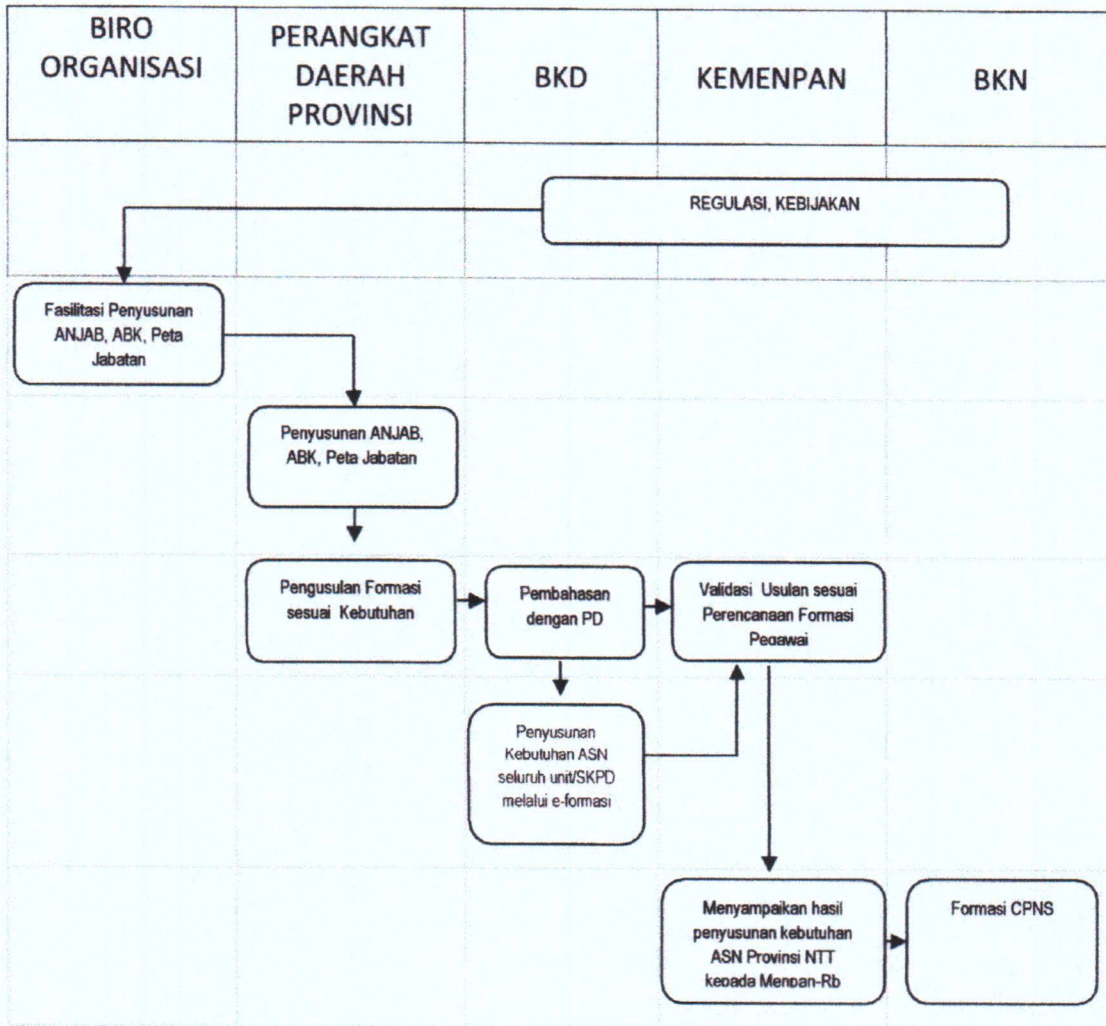 BIRO
ORGANISASI
PERANGKAT
DAERAH
PROVINSI
BKD
KEMENPAN
BKN
REGULASI, KEBIJAKAN
Fasilitasi Penyusunan
ANJAB, ABK, Peta
Jabatan
Penyusunan ANJAB,
ABK, Peta Jabatan
Pengusulan Formasi
sesuai Kebutuhan
Pembahasan
dengan PD
Validasi Usulan sesuai
Perencanaan Formasi
Pegawai
Penyusunan
Kebutuhan ASN
seluruh unit/SKPD
melalui e-formasi
Menyampaikan hasil
penyusunan kebutuhan
ASN Provinsi NTT
kepada Menpan-Rb
Formasi CPNS